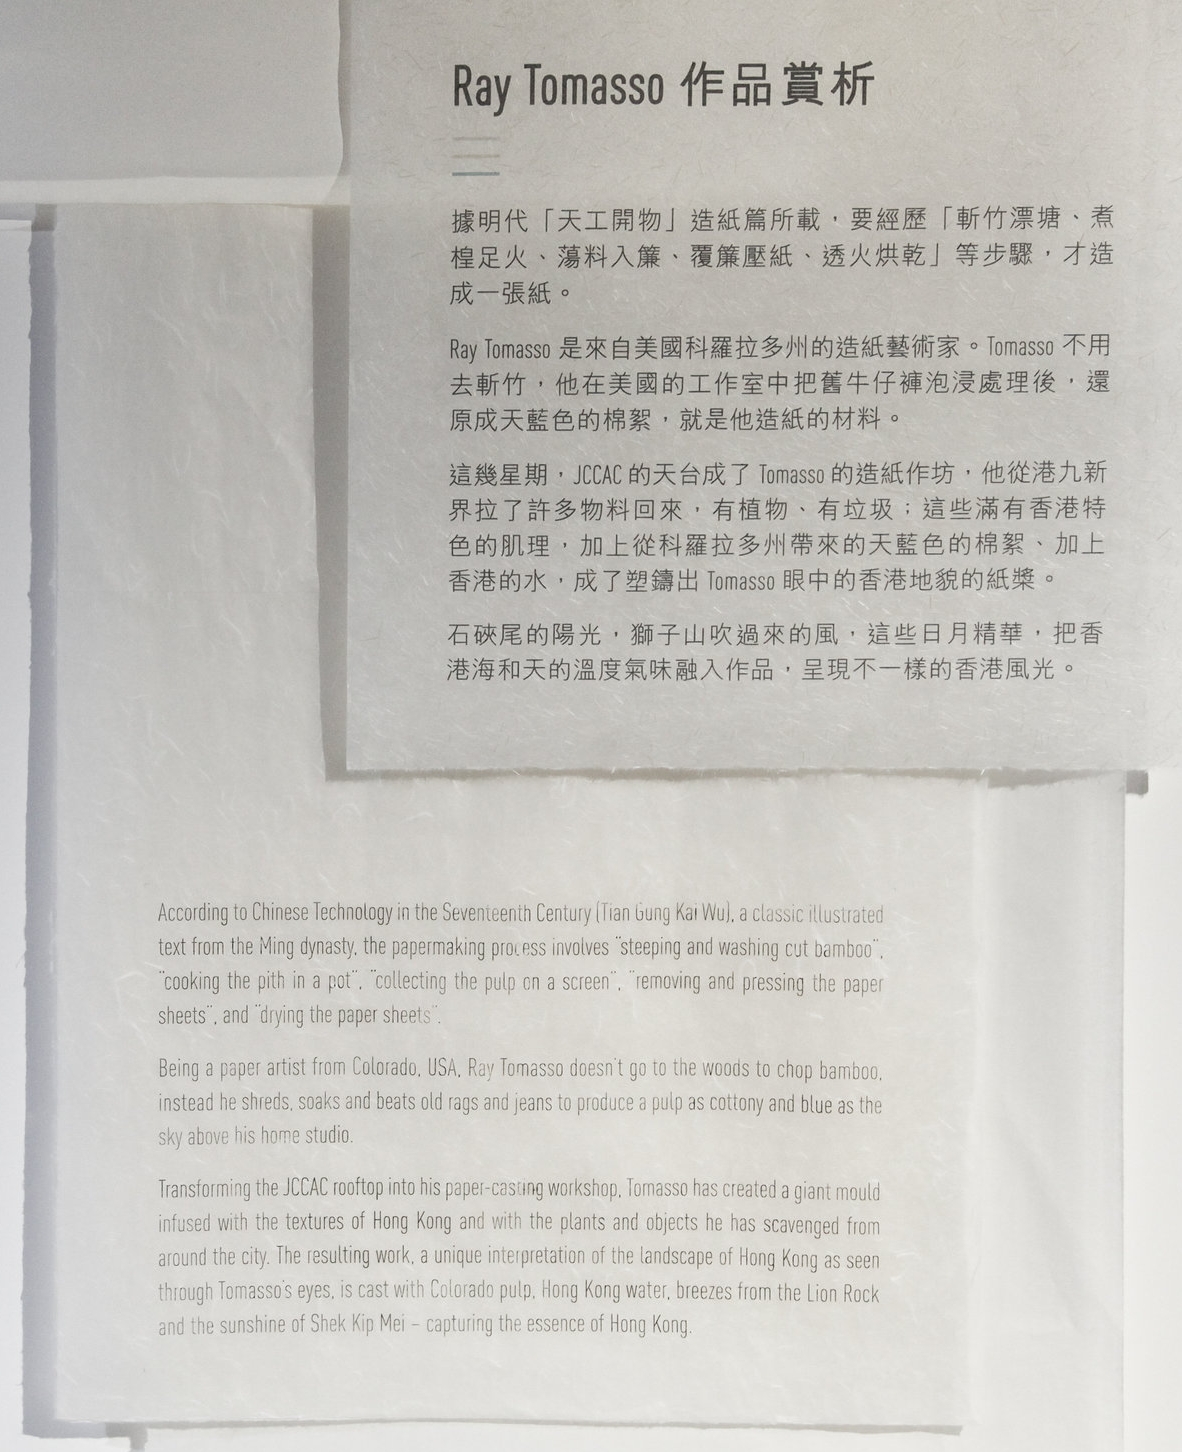 Ray Tomasso 作品賞析
據明代「天工開物」造紙篇所載，要經歷「斬竹漂塘、煮
楻足火、蕩料入簾、覆簾壓紙、透火烘乾」等步驟，才造
成一張紙。
Ray Tomasso 是來自美國科羅拉多州的造紙藝術家。Tomasso 不用
去斬竹，他在美國的工作室中把舊牛仔褲泡浸處理後，還
原成天藍色的棉絮，就是他造紙的材料。
這幾星期，JCCAC 的天台成了 Tomasso 的造紙作坊，他從港九新
界拉了許多物料回來，有植物、有垃圾；這些滿有香港特
色的肌理，加上從科羅拉多州帶來的天藍色的棉絮、加上
香港的水，成了塑鑄出 Tomasso 眼中的香港地貌的紙漿。
石硤尾的陽光，獅子山吹過來的風，這些日月精華，把香
港海和天的溫度氣味融入作品，呈現不一樣的香港風光。
According to Chinese Technology in the Seventeenth Century (Tian Gung Kai Wu), a classic illustrated
text from the Ming dynasty, the papermaking process involves "steeping and washing cut bamboo",
"cooking the pith in a pot", "collecting the pulp on a screen", "removing and pressing the paper
sheets", and "drying the paper sheets".
Being a paper artist from Colorado, USA, Ray Tomasso doesn't go to the woods to chop bamboo,
instead he shreds, soaks and beats old rags and jeans to produce a pulp as cottony and blue as the
sky above his home studio.
Transforming the JCCAC rooftop into his paper-casting workshop, Tomasso has created a giant mould
infused with the textures of Hong Kong and with the plants and objects he has scavenged from
around the city. The resulting work, a unique interpretation of the landscape of Hong Kong as seen
through Tomasso's eyes, is cast with Colorado pulp, Hong Kong water, breezes from the Lion Rock
and the sunshine of Shek Kip Mei – capturing the essence of Hong Kong.